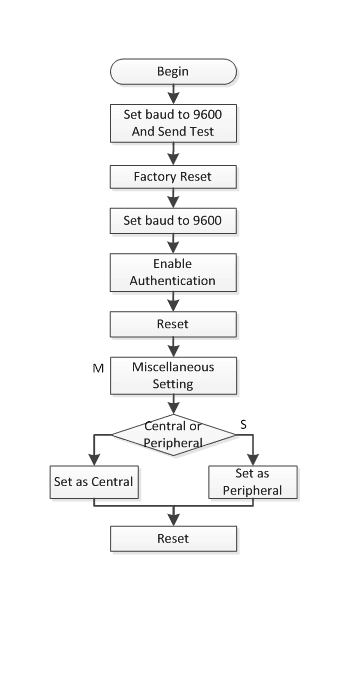 Begin
Set baud to 9600
And Send Test
Factory Reset
Set baud to 9600
Enable
Authentication
Reset
M
Miscellaneous
Setting
Central or
Peripheral
S
Set as Central
Set as
Peripheral
Reset